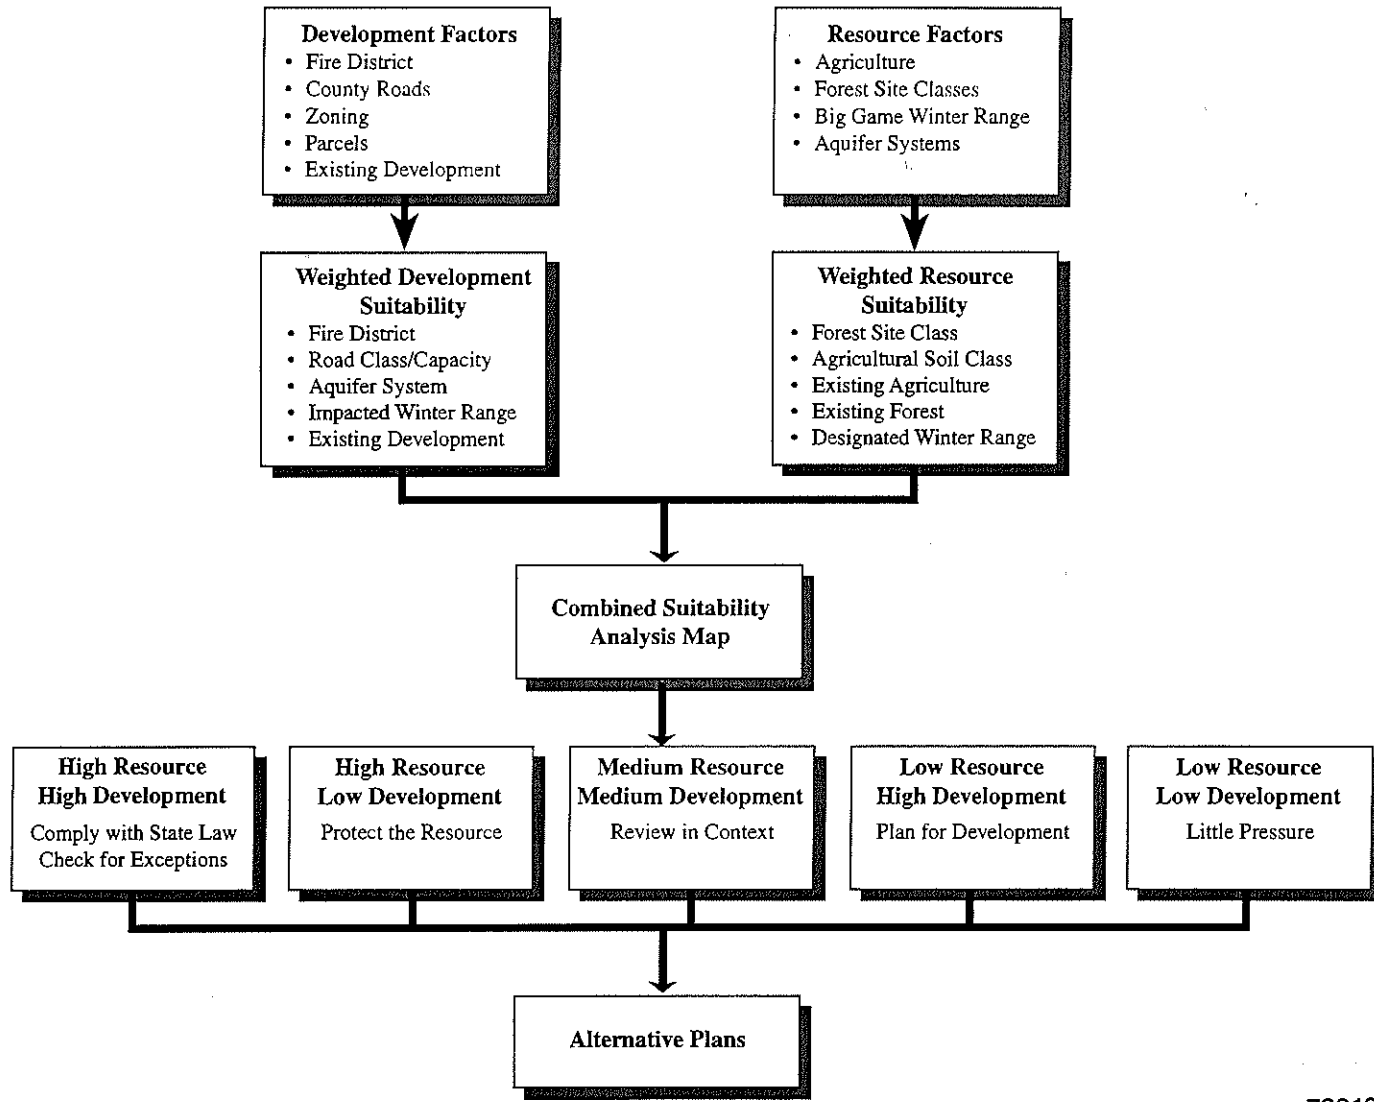 Development Factors
• Fire District
• County Roads
• Zoning
• Parcels
• Existing Development
Resource Factors
• Agriculture
• Forest Site Classes
• Big Game Winter Range
• Aquifer Systems
Weighted Development
Suitability
• Fire District
• Road Class/Capacity
• Aquifer System
• Impacted Winter Range
• Existing Development
Weighted Resource
Suitability
• Forest Site Class
• Agricultural Soil Class
• Existing Agriculture
• Existing Forest
• Designated Winter Range
Combined Suitability
Analysis Map
High Resource
High Development
Comply with State Law
Check for Exceptions
High Resource
Low Development
Protect the Resource
Medium Resource
Medium Development
Review in Context
Low Resource
High Development
Plan for Development
Low Resource
Low Development
Little Pressure
Alternative Plans